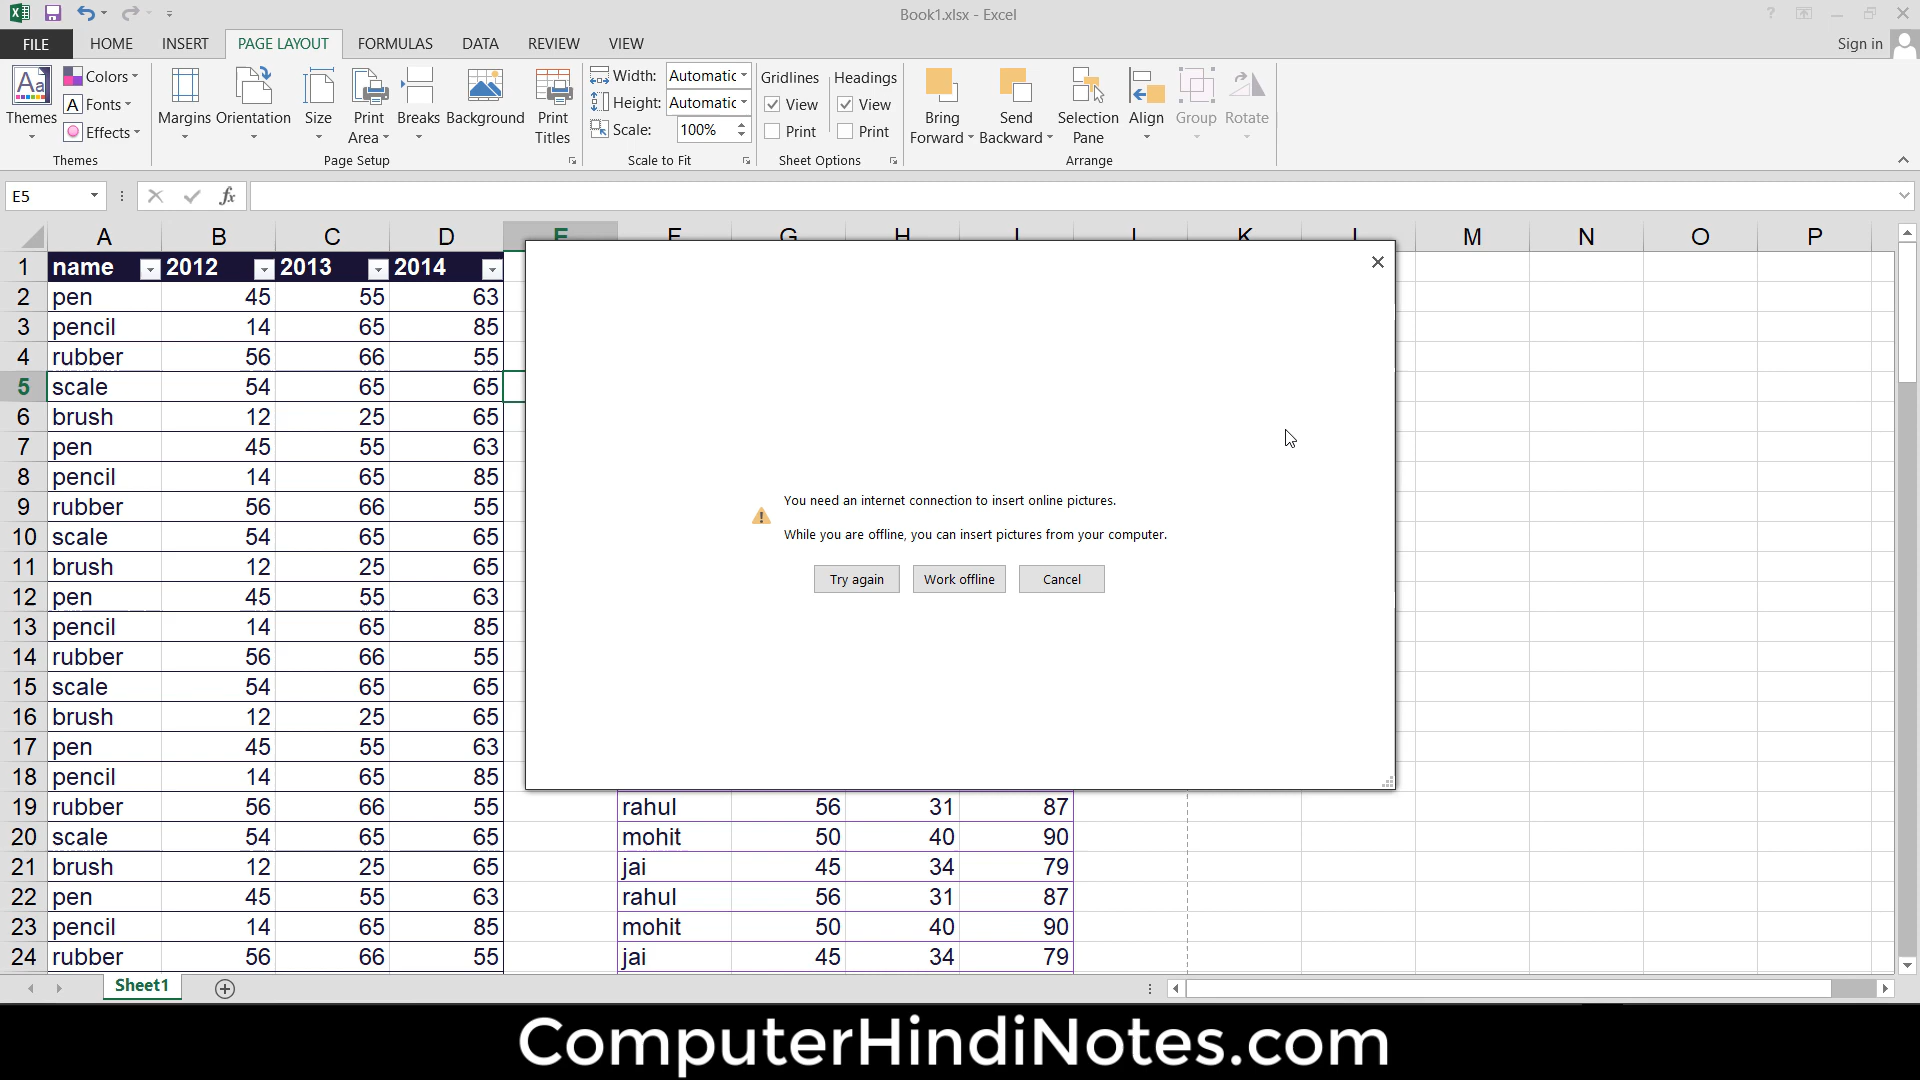 Book1.xlsx - Excel
FILE HOME INSERT PAGE LAYOUT FORMULAS DATA REVIEW VIEW Sign in
Themes Colors Fonts Effects
Themes
Margins Orientation Size Print Area Breaks Background Print Titles
Page Setup
Width: Automatic
Height: Automatic
Scale: 100%
Scale to Fit
Gridlines Headings
View View
Print Print
Sheet Options
Bring Forward Send Backward Selection Pane Align Group Rotate
Arrange
E5 fx
A B C D M N O P
1 name 2012 2013 2014
2 pen 45 55 63
3 pencil 14 65 85
4 rubber 56 66 55
5 scale 54 65 65
6 brush 12 25 65
7 pen 45 55 63
8 pencil 14 65 85
9 rubber 56 66 55
10 scale 54 65 65
11 brush 12 25 65
12 pen 45 55 63
13 pencil 14 65 85
14 rubber 56 66 55
15 scale 54 65 65
16 brush 12 25 65
17 pen 45 55 63
18 pencil 14 65 85
19 rubber 56 66 55 rahul 56 31 87
20 scale 54 65 65 mohit 50 40 90
21 brush 12 25 65 jai 45 34 79
22 pen 45 55 63 rahul 56 31 87
23 pencil 14 65 85 mohit 50 40 90
24 rubber 56 66 55 jai 45 34 79
You need an internet connection to insert online pictures.
While you are offline, you can insert pictures from your computer.
Try again Work offline Cancel
Sheet1
ComputerHindiNotes.com